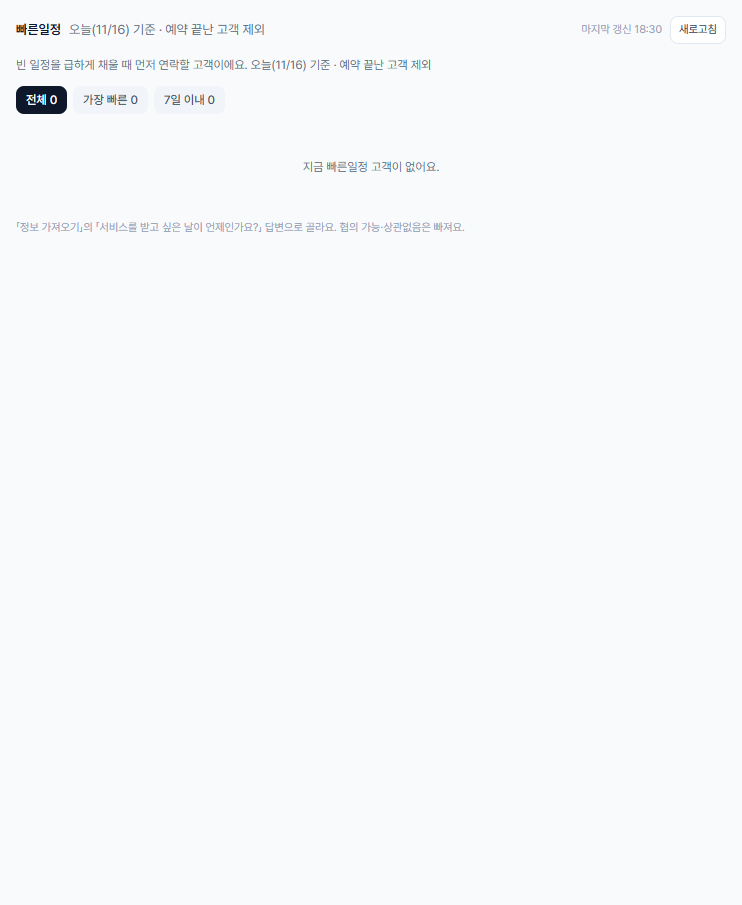 빠른일정 오늘(11/16) 기준 · 예약 끝난 고객 제외 마지막 갱신 18:30 새로고침
빈 일정을 급하게 채울 때 먼저 연락할 고객이에요. 오늘(11/16) 기준 · 예약 끝난 고객 제외
전체 0 가장 빠른 0 7일 이내 0
지금 빠른일정 고객이 없어요.
「정보 가져오기」의 「서비스를 받고 싶은 날이 언제인가요?」 답변으로 골라요. 협의 가능·상관없음은 빠져요.